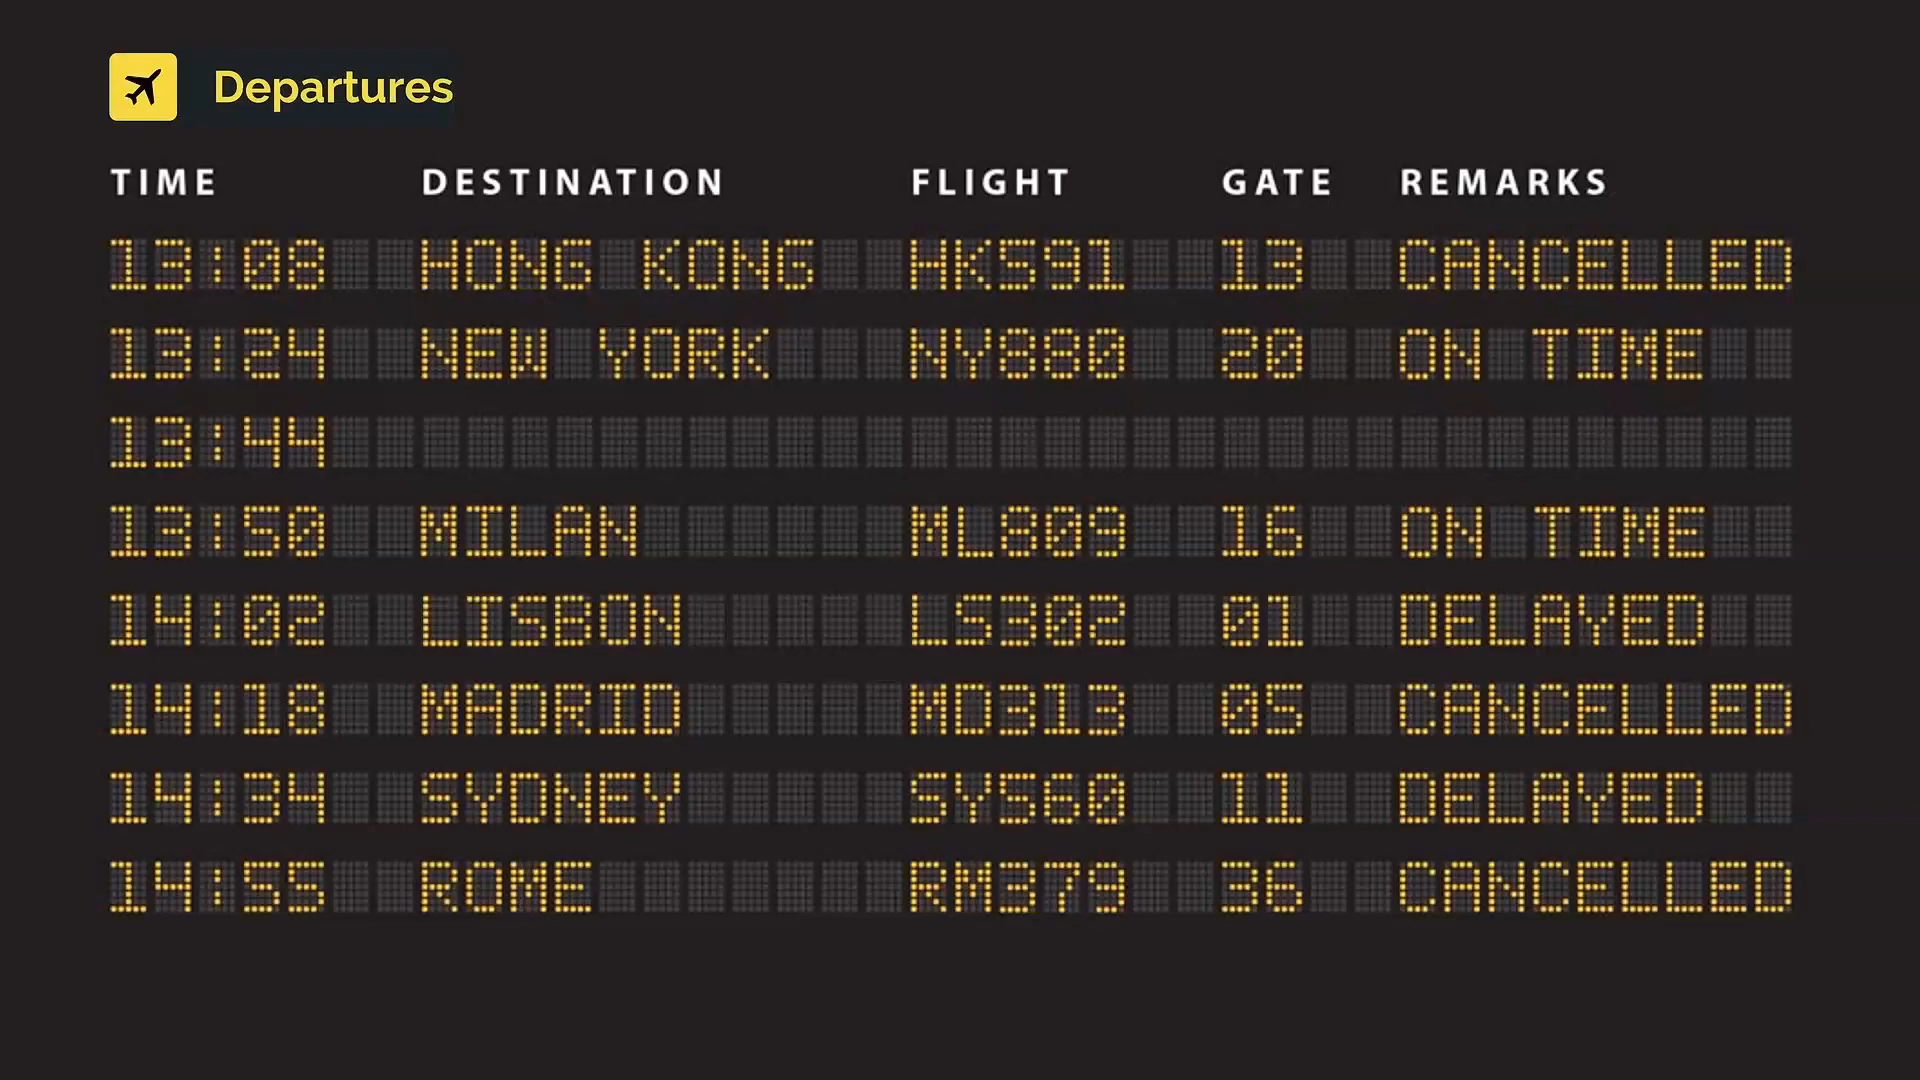 Departures
TIME DESTINATION FLIGHT GATE REMARKS
13:08 HONG KONG HK591 13 CANCELLED
13:24 NEW YORK NY880 20 ON TIME
13:44
13:50 MILAN ML809 16 ON TIME
14:02 LISBON LS302 01 DELAYED
14:18 MADRID MD313 05 CANCELLED
14:34 SYDNEY SY560 11 DELAYED
14:55 ROME RM379 36 CANCELLED